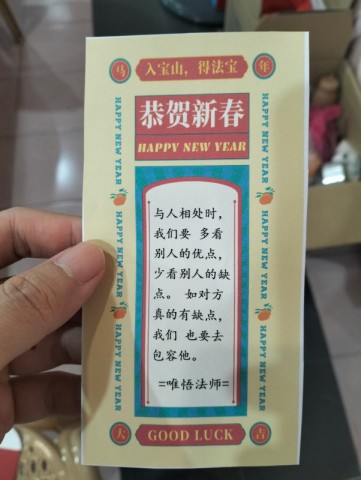 马 入宝山，得法宝 年
恭贺新春
HAPPY NEW YEAR
HAPPY NEW YEAR
HAPPY NEW YEAR
HAPPY NEW YEAR
HAPPY NEW YEAR
HAPPY NEW YEAR
HAPPY NEW YEAR
与人相处时，
我们要 多看
别人的优点，
少看别人的缺
点。 如对方
真的有缺点，
我们 也要去
包容他。
=唯悟法师=
大 GOOD LUCK 吉